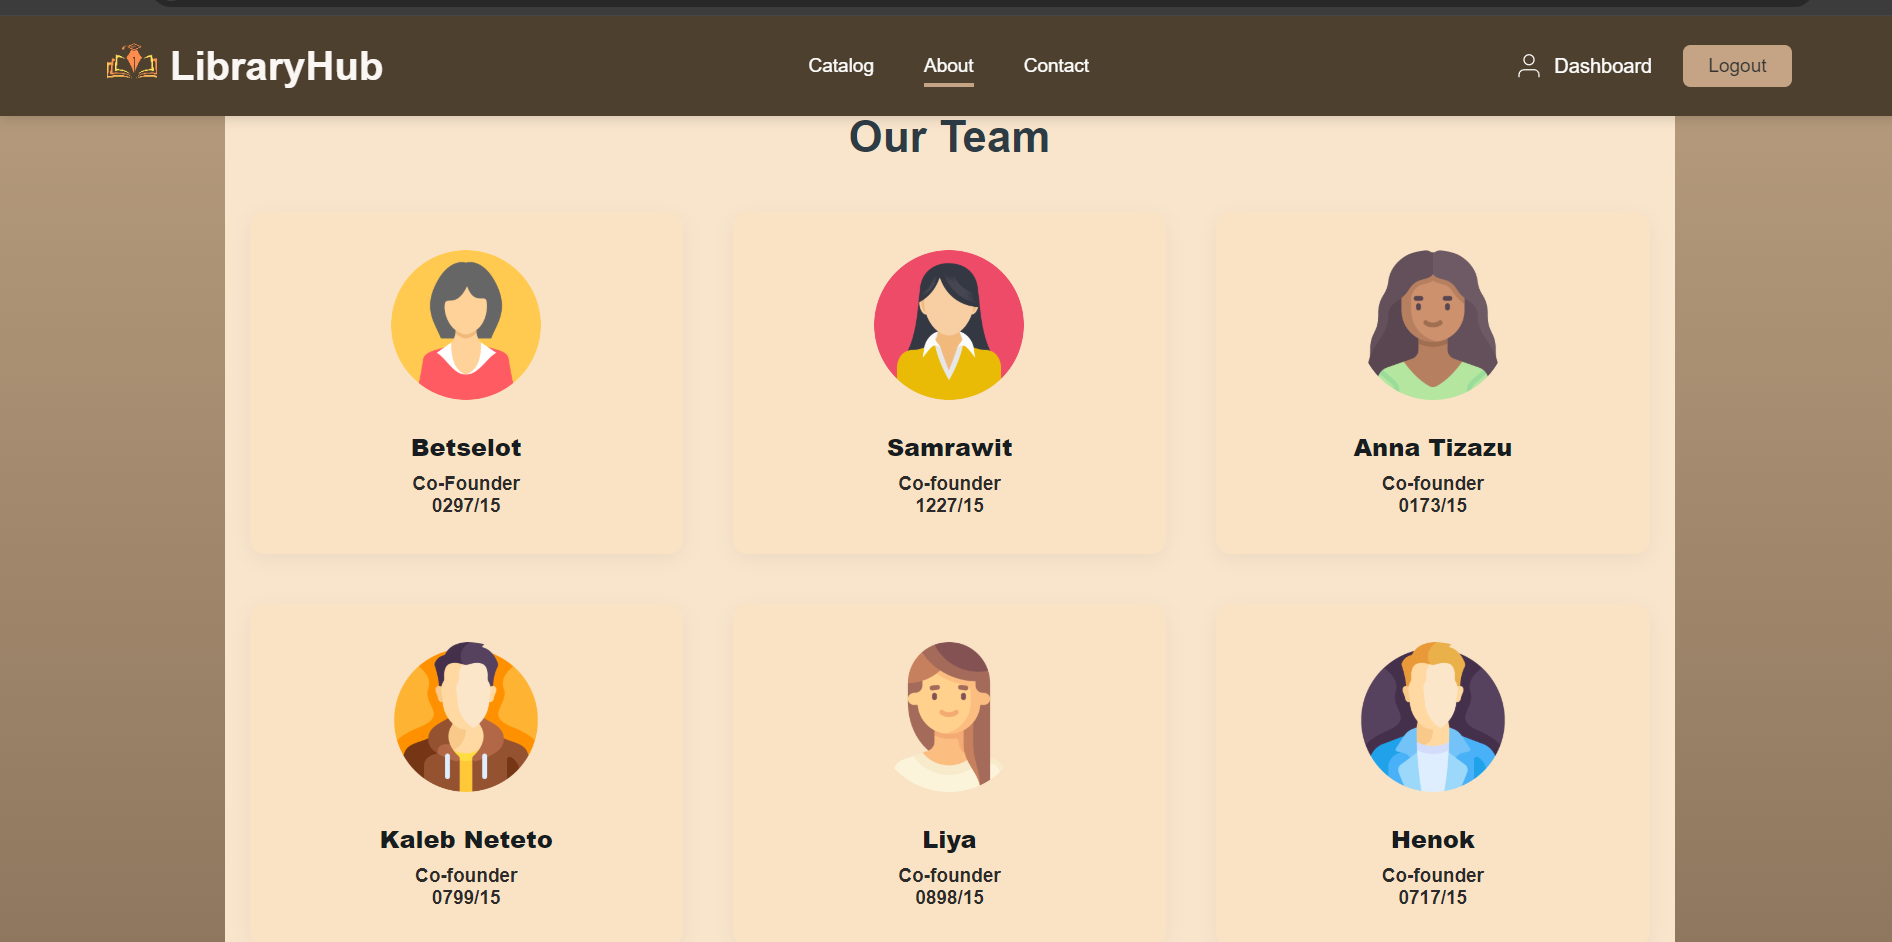 LibraryHub
Catalog
About
Contact
Dashboard
Logout
Our Team
Betselot
Co-Founder
0297/15
Samrawit
Co-founder
1227/15
Anna Tizazu
Co-founder
0173/15
Kaleb Neteto
Co-founder
0799/15
Liya
Co-founder
0898/15
Henok
Co-founder
0717/15